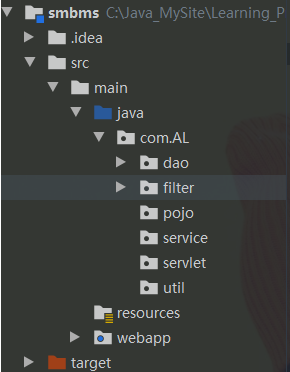 smbms C:\Java_MySite\Learning_P
.idea
src
main
java
com.AL
dao
filter
pojo
service
servlet
util
resources
webapp
target